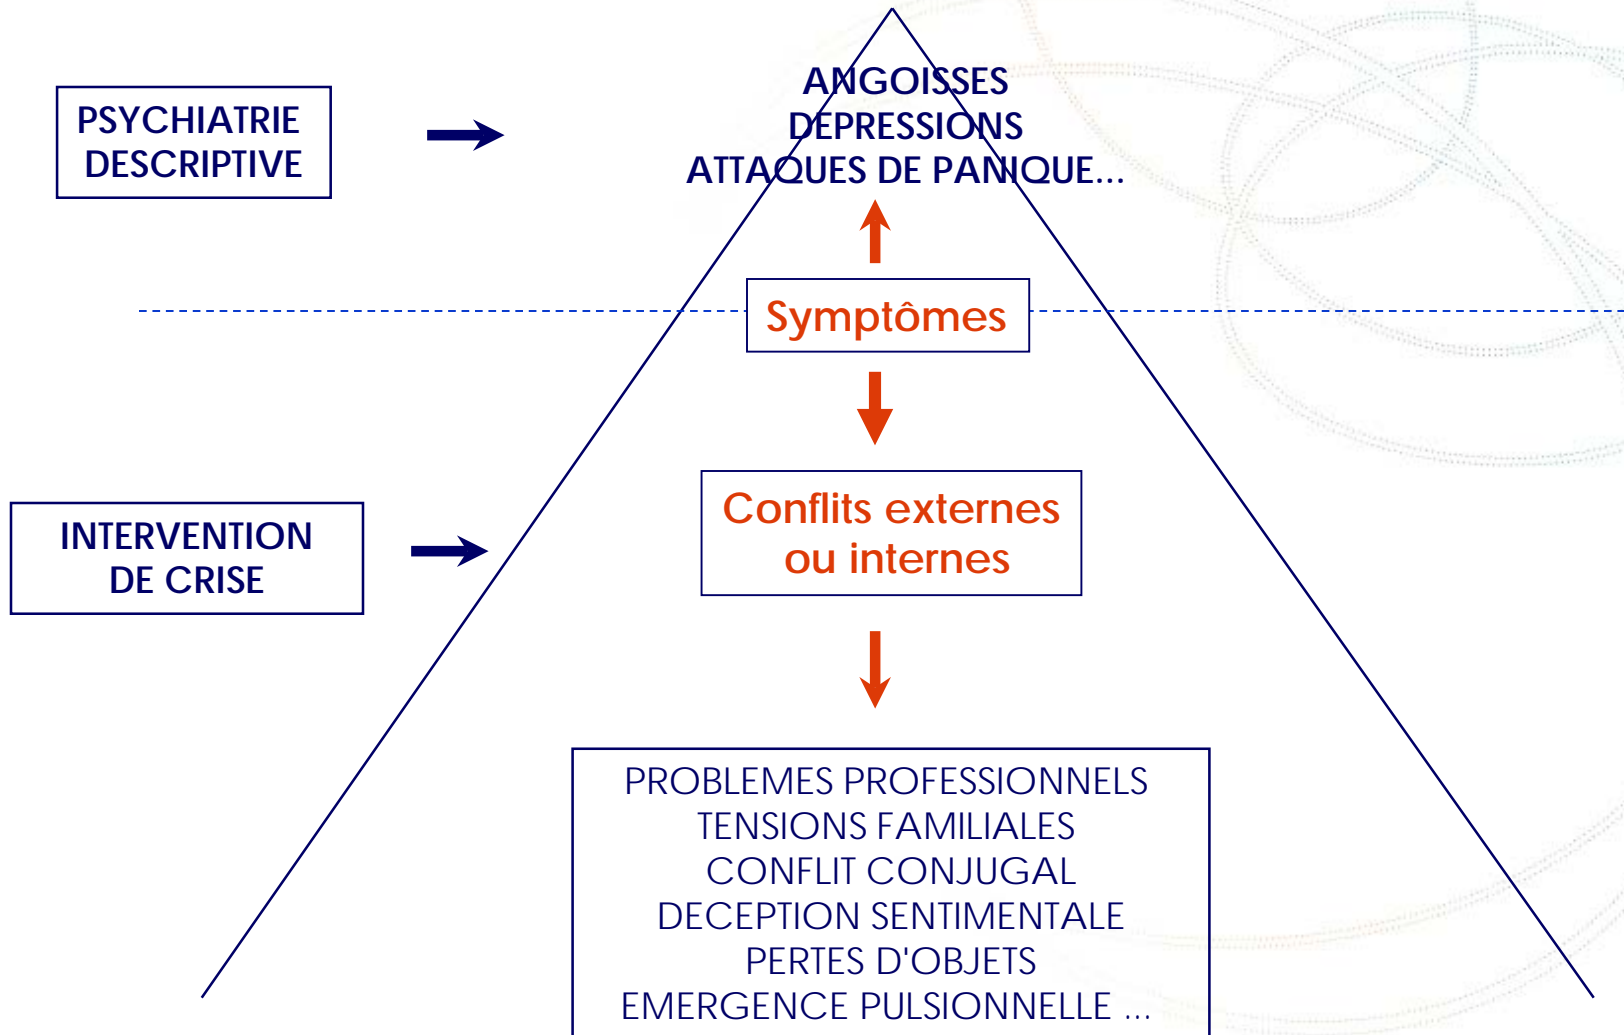 PSYCHIATRIE
DESCRIPTIVE
ANGOISSES
DEPRESSIONS
ATTAQUES DE PANIQUE...
Symptômes
INTERVENTION
DE CRISE
Conflits externes
ou internes
PROBLEMES PROFESSIONNELS
TENSIONS FAMILIALES
CONFLIT CONJUGAL
DECEPTION SENTIMENTALE
PERTES D'OBJETS
EMERGENCE PULSIONNELLE ...